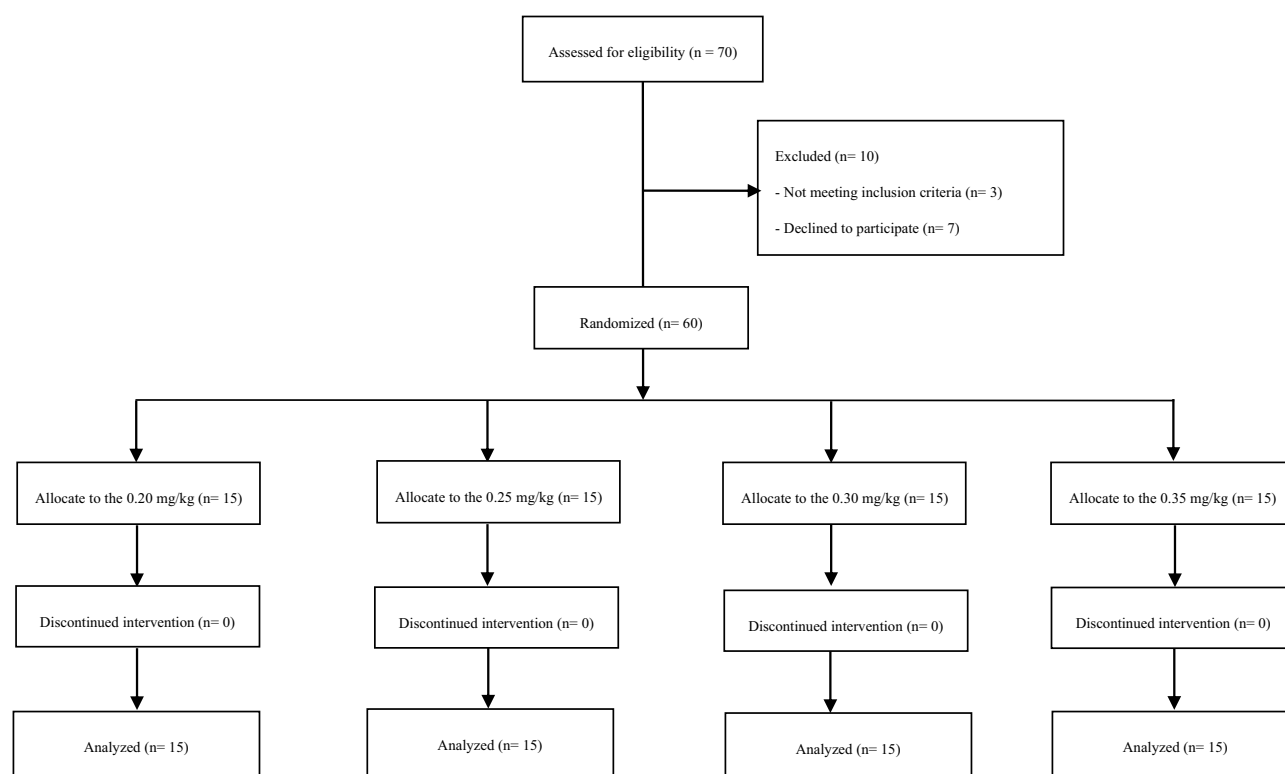 Assessed for eligibility (n = 70)
Excluded (n= 10)
- Not meeting inclusion criteria (n= 3)
- Declined to participate (n= 7)
Randomized (n= 60)
Allocate to the 0.20 mg/kg (n= 15)
Allocate to the 0.25 mg/kg (n= 15)
Allocate to the 0.30 mg/kg (n= 15)
Allocate to the 0.35 mg/kg (n= 15)
Discontinued intervention (n= 0)
Discontinued intervention (n= 0)
Discontinued intervention (n= 0)
Discontinued intervention (n= 0)
Analyzed (n= 15)
Analyzed (n= 15)
Analyzed (n= 15)
Analyzed (n= 15)